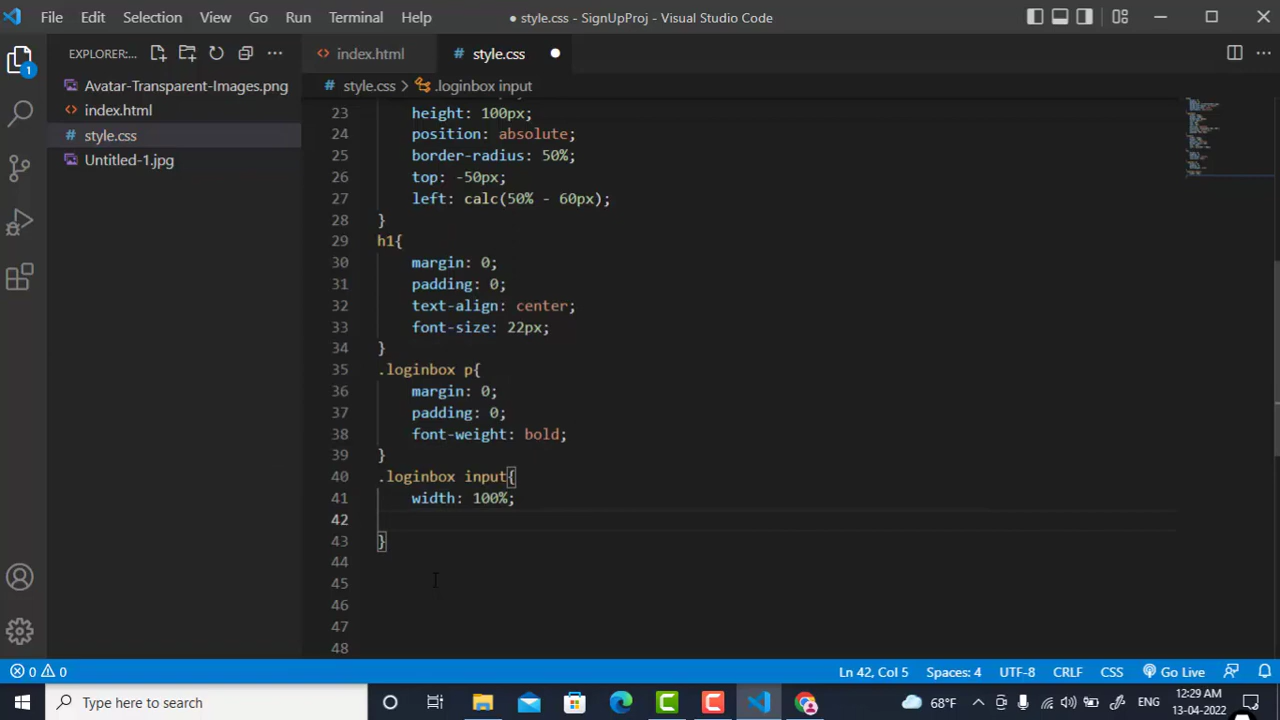 File Edit Selection View Go Run Terminal Help
● style.css - SignUpProj - Visual Studio Code
EXPLORER: ...
index.html
# style.css
Avatar-Transparent-Images.png
index.html
# style.css
Untitled-1.jpg
1
# style.css > .loginbox input
23 height: 100px;
24 position: absolute;
25 border-radius: 50%;
26 top: -50px;
27 left: calc(50% - 60px);
28 }
29 h1{
30 margin: 0;
31 padding: 0;
32 text-align: center;
33 font-size: 22px;
34 }
35 .loginbox p{
36 margin: 0;
37 padding: 0;
38 font-weight: bold;
39 }
40 .loginbox input{
41 width: 100%;
42
43 }
44
45
46
47
48
0 0 Ln 42, Col 5 Spaces: 4 UTF-8 CRLF CSS Go Live
Type here to search
68°F ENG 12:29 AM
13-04-2022